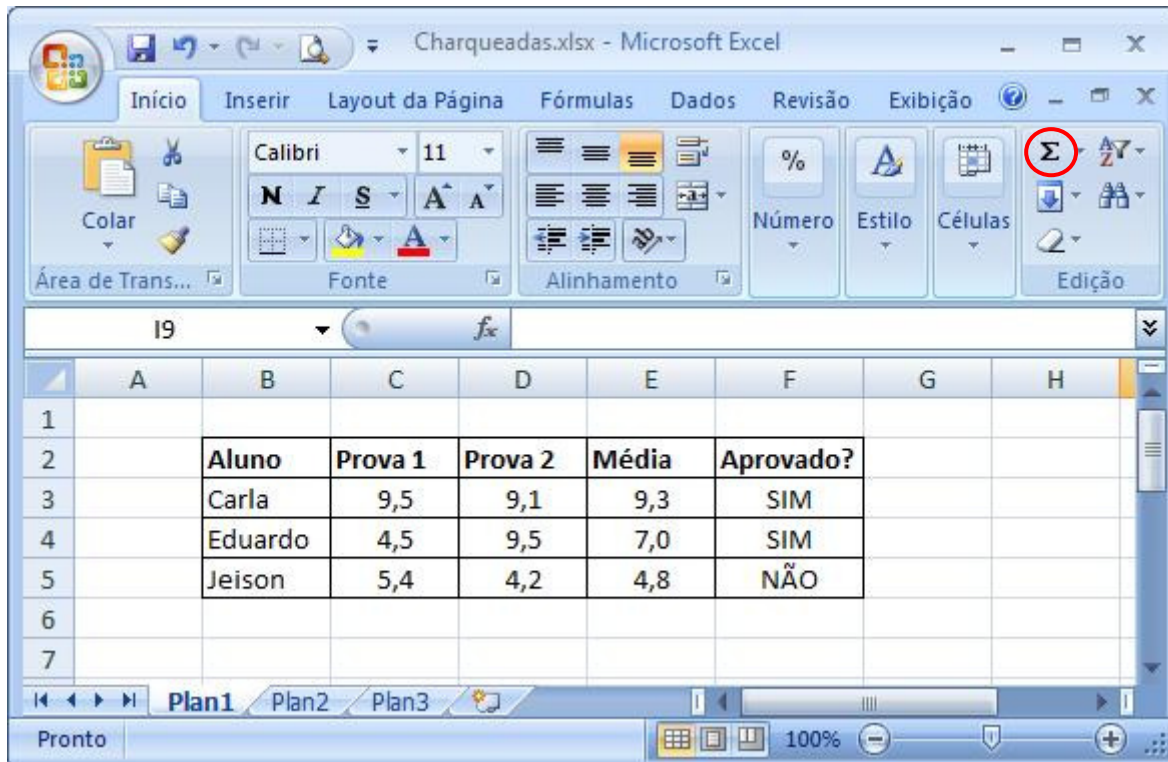 Charqueadas.xlsx - Microsoft Excel
Início Inserir Layout da Página Fórmulas Dados Revisão Exibição
Colar
Calibri 11
N I S A A
A
%
Número
A
Estilo
Células
Σ
Área de Trans... Fonte Alinhamento Edição
I9 fx
A B C D E F G H
1
2 Aluno Prova 1 Prova 2 Média Aprovado?
3 Carla 9,5 9,1 9,3 SIM
4 Eduardo 4,5 9,5 7,0 SIM
5 Jeison 5,4 4,2 4,8 NÃO
6
7
Plan1 Plan2 Plan3
Pronto 100%